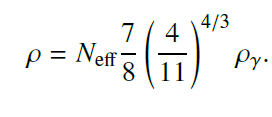 ρ = N_eff 7/8 (4/11)^{4/3} ρ_γ.